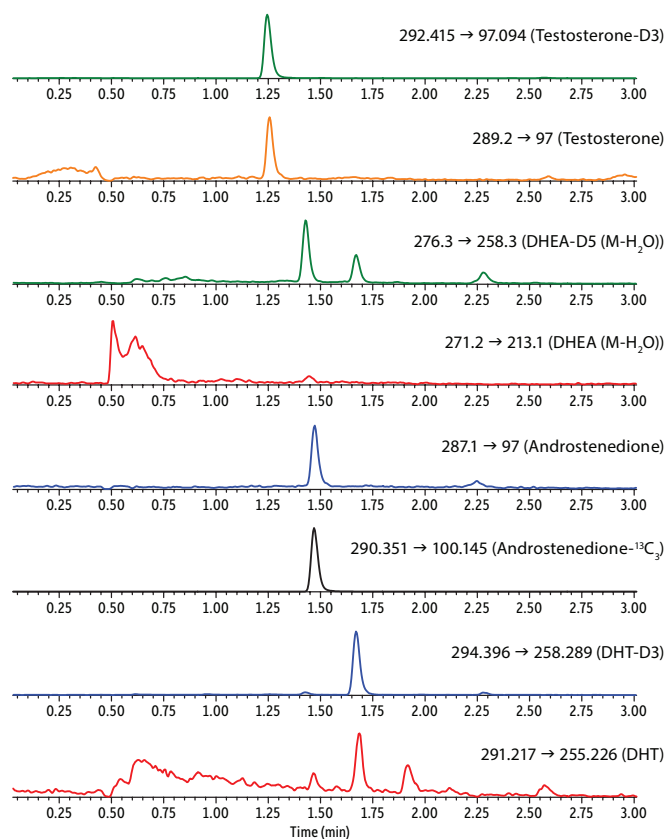 292.415 → 97.094 (Testosterone-D3)
0.25 0.50 0.75 1.00 1.25 1.50 1.75 2.00 2.25 2.50 2.75 3.00
289.2 → 97 (Testosterone)
0.25 0.50 0.75 1.00 1.25 1.50 1.75 2.00 2.25 2.50 2.75 3.00
276.3 → 258.3 (DHEA-D5 (M-H₂O))
0.25 0.50 0.75 1.00 1.25 1.50 1.75 2.00 2.25 2.50 2.75 3.00
271.2 → 213.1 (DHEA (M-H₂O))
0.25 0.50 0.75 1.00 1.25 1.50 1.75 2.00 2.25 2.50 2.75 3.00
287.1 → 97 (Androstenedione)
0.25 0.50 0.75 1.00 1.25 1.50 1.75 2.00 2.25 2.50 2.75 3.00
290.351 → 100.145 (Androstenedione-¹³C₃)
0.25 0.50 0.75 1.00 1.25 1.50 1.75 2.00 2.25 2.50 2.75 3.00
294.396 → 258.289 (DHT-D3)
0.25 0.50 0.75 1.00 1.25 1.50 1.75 2.00 2.25 2.50 2.75 3.00
291.217 → 255.226 (DHT)
0.25 0.50 0.75 1.00 1.25 1.50 1.75 2.00 2.25 2.50 2.75 3.00
Time (min)